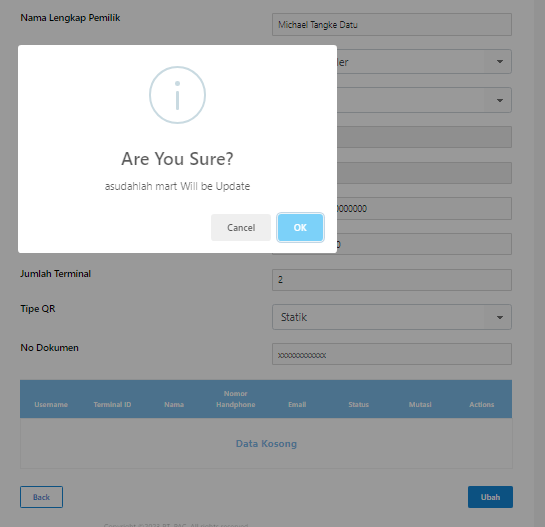 Nama Lengkap Pemilik
Michael Tangke Datu
ler
Are You Sure?
asudahlah mart Will be Update
Cancel
OK
0000000
0
Jumlah Terminal
2
Tipe QR
Statik
No Dokumen
xxxxxxxxxxxx
Username
Terminal ID
Nama
Nomor
Handphone
Email
Status
Mutasi
Actions
Data Kosong
Back
Ubah